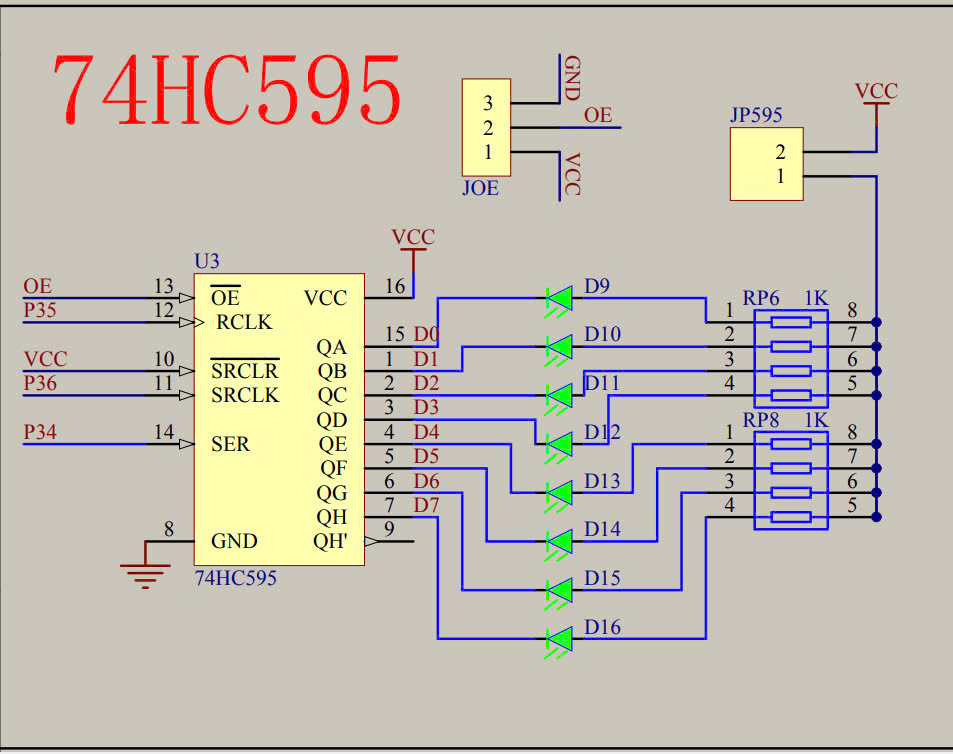 74HC595
GND
3
2
1
OE
VCC
JOE
VCC
JP595
2
1
VCC
U3
OE
P35
VCC
P36
P34
13
12
10
11
14
8
OE
RCLK
SRCLR
SRCLK
SER
GND
VCC
QA
QB
QC
QD
QE
QF
QG
QH
QH'
16
15 D0
1 D1
2 D2
3 D3
4 D4
5 D5
6 D6
7 D7
9
74HC595
D9
D10
D11
D12
D13
D14
D15
D16
RP6 1K
1 8
2 7
3 6
4 5
RP8 1K
1 8
2 7
3 6
4 5